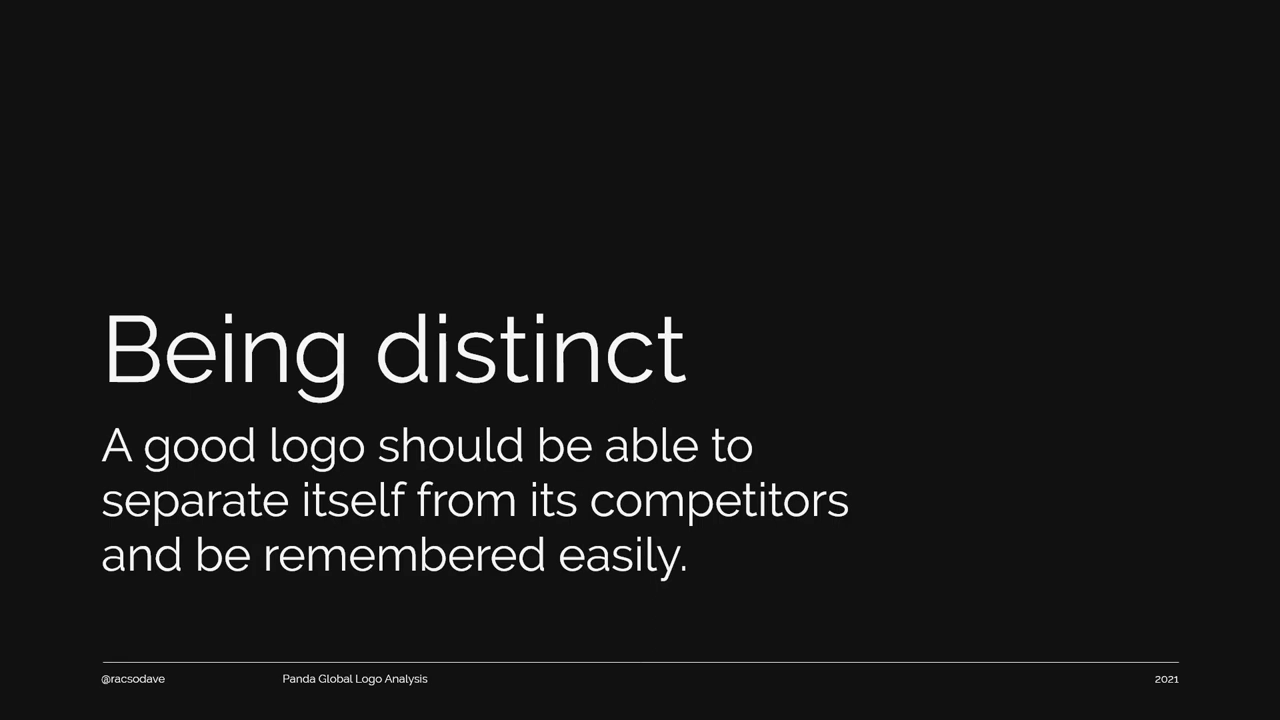 Being distinct
A good logo should be able to
separate itself from its competitors
and be remembered easily.
@racsodave
Panda Global Logo Analysis
2021